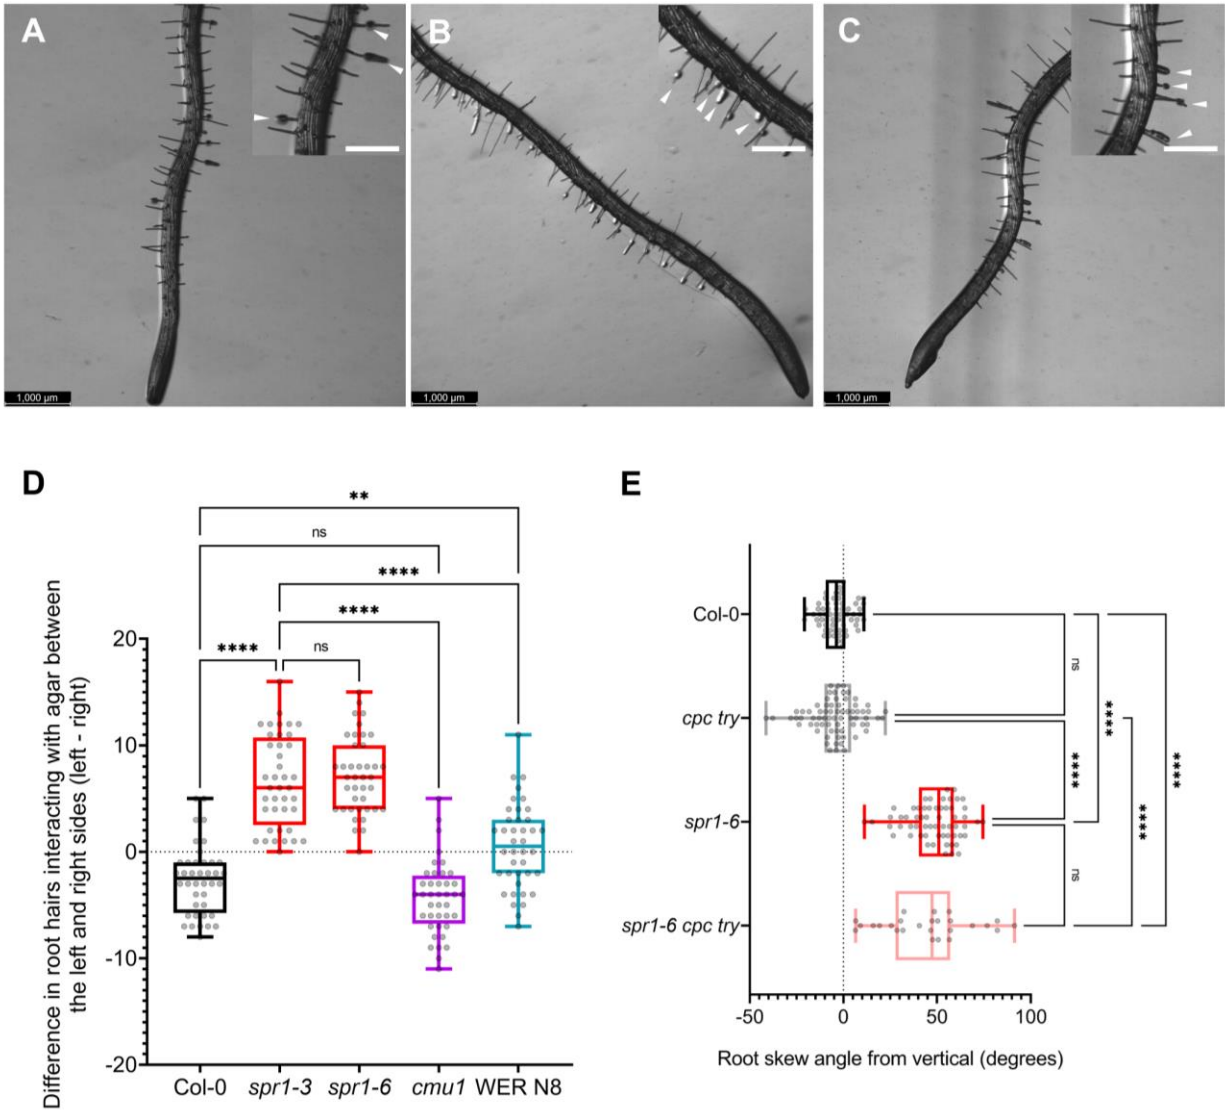 A
B
C
1,000 µm
1,000 µm
1,000 µm
D
**
ns
****
****
****
ns
Difference in root hairs interacting with agar between
the left and right sides (left - right)
20
10
0
-10
-20
Col-0
spr1-3
spr1-6
cmu1
WER N8
E
Col-0
cpc try
spr1-6
spr1-6 cpc try
ns
****
****
****
****
ns
-50
0
50
100
Root skew angle from vertical (degrees)